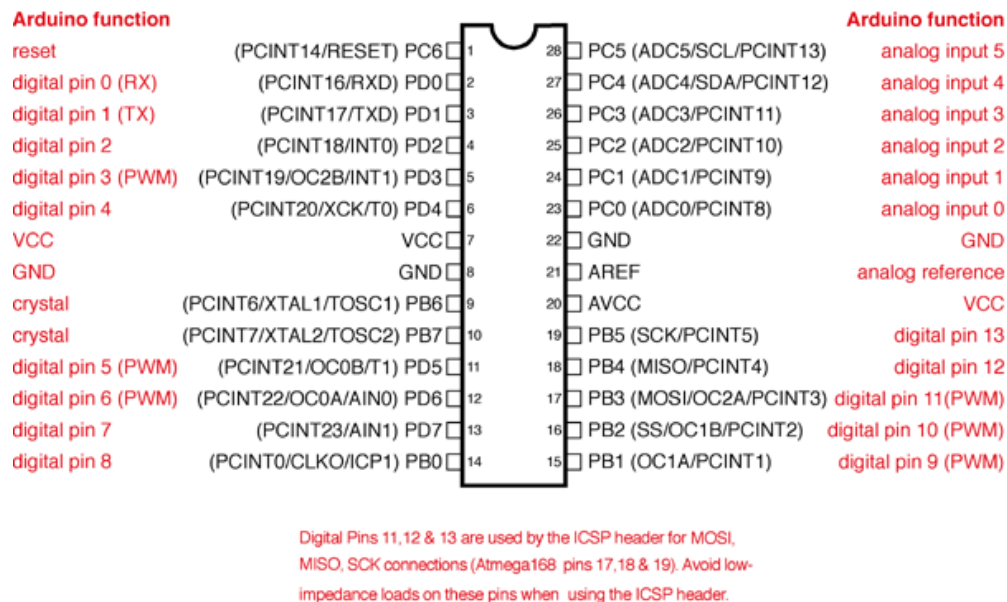 Arduino function Arduino function
reset (PCINT14/RESET) PC6 1 28 PC5 (ADC5/SCL/PCINT13) analog input 5
digital pin 0 (RX) (PCINT16/RXD) PD0 2 27 PC4 (ADC4/SDA/PCINT12) analog input 4
digital pin 1 (TX) (PCINT17/TXD) PD1 3 26 PC3 (ADC3/PCINT11) analog input 3
digital pin 2 (PCINT18/INT0) PD2 4 25 PC2 (ADC2/PCINT10) analog input 2
digital pin 3 (PWM) (PCINT19/OC2B/INT1) PD3 5 24 PC1 (ADC1/PCINT9) analog input 1
digital pin 4 (PCINT20/XCK/T0) PD4 6 23 PC0 (ADC0/PCINT8) analog input 0
VCC VCC 7 22 GND GND
GND GND 8 21 AREF analog reference
crystal (PCINT6/XTAL1/TOSC1) PB6 9 20 AVCC VCC
crystal (PCINT7/XTAL2/TOSC2) PB7 10 19 PB5 (SCK/PCINT5) digital pin 13
digital pin 5 (PWM) (PCINT21/OC0B/T1) PD5 11 18 PB4 (MISO/PCINT4) digital pin 12
digital pin 6 (PWM) (PCINT22/OC0A/AIN0) PD6 12 17 PB3 (MOSI/OC2A/PCINT3) digital pin 11(PWM)
digital pin 7 (PCINT23/AIN1) PD7 13 16 PB2 (SS/OC1B/PCINT2) digital pin 10 (PWM)
digital pin 8 (PCINT0/CLKO/ICP1) PB0 14 15 PB1 (OC1A/PCINT1) digital pin 9 (PWM)
Digital Pins 11,12 & 13 are used by the ICSP header for MOSI,
MISO, SCK connections (Atmega168 pins 17,18 & 19). Avoid low-
impedance loads on these pins when using the ICSP header.